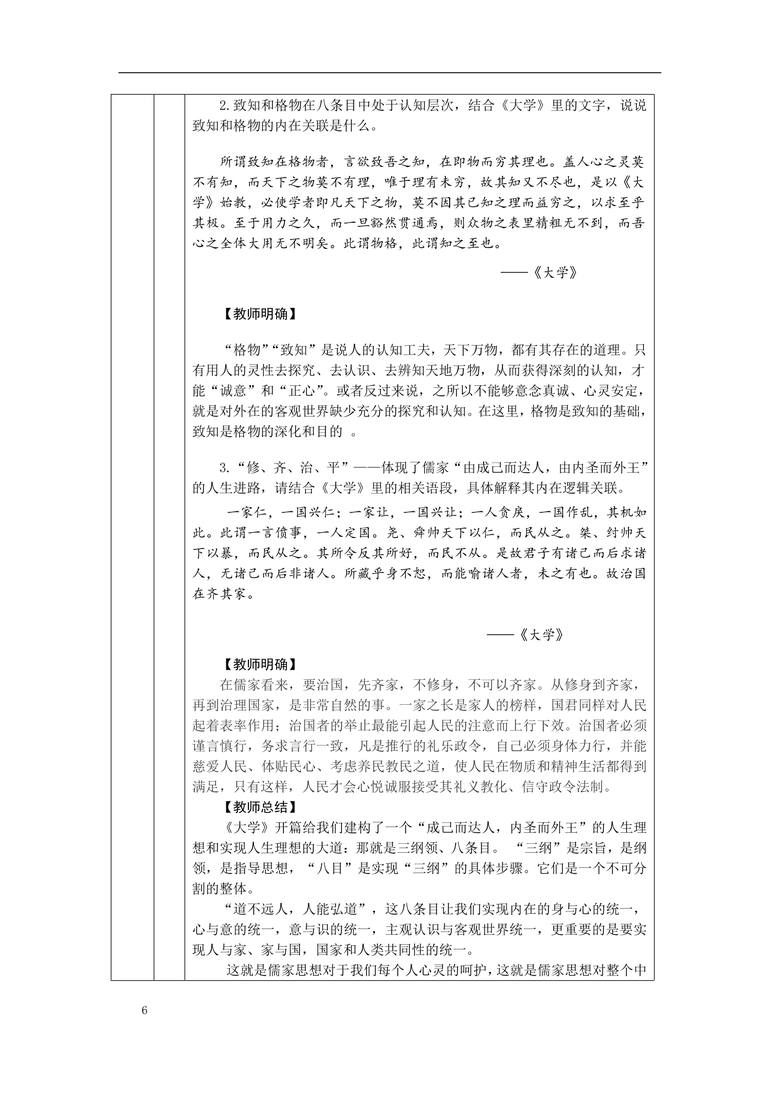 2.致知和格物在八条目中处于认知层次，结合《大学》里的文字，说说
致知和格物的内在关联是什么。
所谓致知在格物者，言欲致吾之知，在即物而穷其理也。盖人心之灵莫
不有知，而天下之物莫不有理，唯于理有未穷，故其知又不尽也，是以《大
学》始教，必使学者即凡天下之物，莫不因其已知之理而益穷之，以求至乎
其极。至于用力之久，而一旦豁然贯通焉，则众物之表里精粗无不到，而吾
心之全体大用无不明矣。此谓物格，此谓知之至也。
——《大学》
【教师明确】
“格物”“致知”是说人的认知工夫，天下万物，都有其存在的道理。只
有用人的灵性去探究、去认识、去辨知天地万物，从而获得深刻的认知，才
能“诚意”和“正心”。或者反过来说，之所以不能够意念真诚、心灵安定，
就是对外在的客观世界缺少充分的探究和认知。在这里，格物是致知的基础，
致知是格物的深化和目的 。
3.“修、齐、治、平”——体现了儒家“由成己而达人，由内圣而外王”
的人生进路，请结合《大学》里的相关语段，具体解释其内在逻辑关联。
一家仁，一国兴仁；一家让，一国兴让；一人贪戾，一国作乱，其机如
此。此谓一言偾事，一人定国。尧、舜帅天下以仁，而民从之。桀、纣帅天
下以暴，而民从之。其所令反其所好，而民不从。是故君子有诸己而后求诸
人，无诸己而后非诸人。所藏乎身不恕，而能喻诸人者，未之有也。故治国
在齐其家。
——《大学》
【教师明确】
在儒家看来，要治国，先齐家，不修身，不可以齐家。从修身到齐家，
再到治理国家，是非常自然的事。一家之长是家人的榜样，国君同样对人民
起着表率作用；治国者的举止最能引起人民的注意而上行下效。治国者必须
谨言慎行，务求言行一致，凡是推行的礼乐政令，自己必须身体力行，并能
慈爱人民、体贴民心、考虑养民教民之道，使人民在物质和精神生活都得到
满足，只有这样，人民才会心悦诚服接受其礼义教化、信守政令法制。
【教师总结】
《大学》开篇给我们建构了一个“成己而达人，内圣而外王”的人生理
想和实现人生理想的大道：那就是三纲领、八条目。 “三纲”是宗旨，是纲
领，是指导思想，“八目”是实现“三纲”的具体步骤。它们是一个不可分
割的整体。
“道不远人，人能弘道”，这八条目让我们实现内在的身与心的统一，
心与意的统一，意与识的统一，主观认识与客观世界统一，更重要的是要实
现人与家、家与国，国家和人类共同性的统一。
这就是儒家思想对于我们每个人心灵的呵护，这就是儒家思想对整个中
6